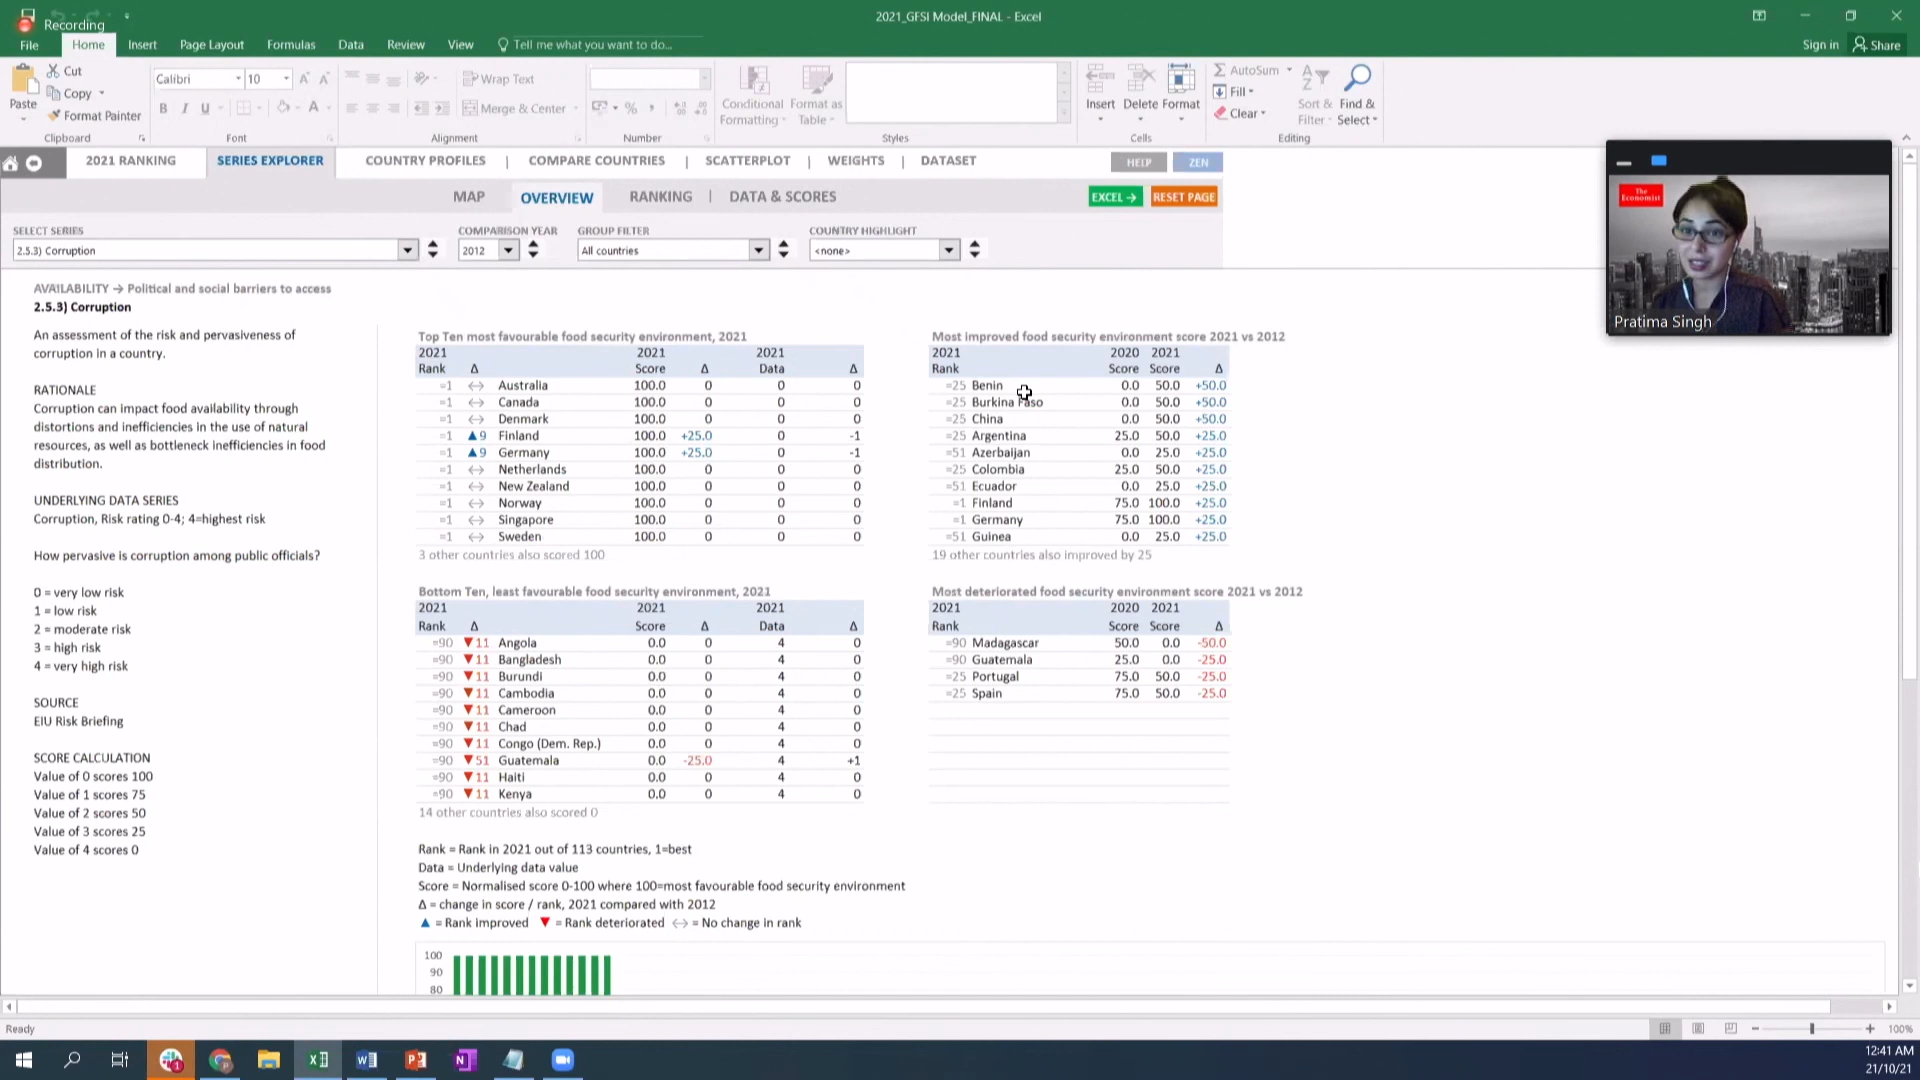 Recording
2021_GFSI Model_FINAL - Excel
File Home Insert Page Layout Formulas Data Review View Tell me what you want to do... Sign in Share
Paste Cut Copy Format Painter Clipboard
Calibri 10 A A B I U A Font
Wrap Text Merge & Center Alignment
% , Number
Conditional Formatting Format as Table Styles
Insert Delete Format Cells
AutoSum Fill Clear Sort & Filter Find & Select Editing
2021 RANKING SERIES EXPLORER COUNTRY PROFILES | COMPARE COUNTRIES | SCATTERPLOT | WEIGHTS | DATASET HELP ZEN
MAP OVERVIEW RANKING | DATA & SCORES EXCEL → RESET PAGE
SELECT SERIES COMPARISON YEAR GROUP FILTER COUNTRY HIGHLIGHT
2.5.3) Corruption 2012 All countries <none>
The Economist
Pratima Singh
AVAILABILITY → Political and social barriers to access
2.5.3) Corruption
An assessment of the risk and pervasiveness of
corruption in a country.
RATIONALE
Corruption can impact food availability through
distortions and inefficiencies in the use of natural
resources, as well as bottleneck inefficiencies in food
distribution.
UNDERLYING DATA SERIES
Corruption, Risk rating 0-4; 4=highest risk
How pervasive is corruption among public officials?
0 = very low risk
1 = low risk
2 = moderate risk
3 = high risk
4 = very high risk
SOURCE
EIU Risk Briefing
SCORE CALCULATION
Value of 0 scores 100
Value of 1 scores 75
Value of 2 scores 50
Value of 3 scores 25
Value of 4 scores 0
Top Ten most favourable food security environment, 2021
2021 2021 2021
Rank Δ Score Δ Data Δ
=1 ↔ Australia 100.0 0 0 0
=1 ↔ Canada 100.0 0 0 0
=1 ↔ Denmark 100.0 0 0 0
=1 ▲9 Finland 100.0 +25.0 0 -1
=1 ▲9 Germany 100.0 +25.0 0 -1
=1 ↔ Netherlands 100.0 0 0 0
=1 ↔ New Zealand 100.0 0 0 0
=1 ↔ Norway 100.0 0 0 0
=1 ↔ Singapore 100.0 0 0 0
=1 ↔ Sweden 100.0 0 0 0
3 other countries also scored 100
Most improved food security environment score 2021 vs 2012
2021 2020 2021
Rank Score Score Δ
=25 Benin 0.0 50.0 +50.0
=25 Burkina Faso 0.0 50.0 +50.0
=25 China 0.0 50.0 +50.0
=25 Argentina 25.0 50.0 +25.0
=51 Azerbaijan 0.0 25.0 +25.0
=25 Colombia 25.0 50.0 +25.0
=51 Ecuador 0.0 25.0 +25.0
=1 Finland 75.0 100.0 +25.0
=1 Germany 75.0 100.0 +25.0
=51 Guinea 0.0 25.0 +25.0
19 other countries also improved by 25
Bottom Ten, least favourable food security environment, 2021
2021 2021 2021
Rank Δ Score Δ Data Δ
=90 ▼11 Angola 0.0 0 4 0
=90 ▼11 Bangladesh 0.0 0 4 0
=90 ▼11 Burundi 0.0 0 4 0
=90 ▼11 Cambodia 0.0 0 4 0
=90 ▼11 Cameroon 0.0 0 4 0
=90 ▼11 Chad 0.0 0 4 0
=90 ▼11 Congo (Dem. Rep.) 0.0 0 4 0
=90 ▼51 Guatemala 0.0 -25.0 4 +1
=90 ▼11 Haiti 0.0 0 4 0
=90 ▼11 Kenya 0.0 0 4 0
14 other countries also scored 0
Most deteriorated food security environment score 2021 vs 2012
2021 2020 2021
Rank Score Score Δ
=90 Madagascar 50.0 0.0 -50.0
=90 Guatemala 25.0 0.0 -25.0
=25 Portugal 75.0 50.0 -25.0
=25 Spain 75.0 50.0 -25.0
Rank = Rank in 2021 out of 113 countries, 1=best
Data = Underlying data value
Score = Normalised score 0-100 where 100=most favourable food security environment
Δ = change in score / rank, 2021 compared with 2012
▲ = Rank improved ▼ = Rank deteriorated ↔ = No change in rank
100
90
80
Ready 100%
12:41 AM
21/10/21